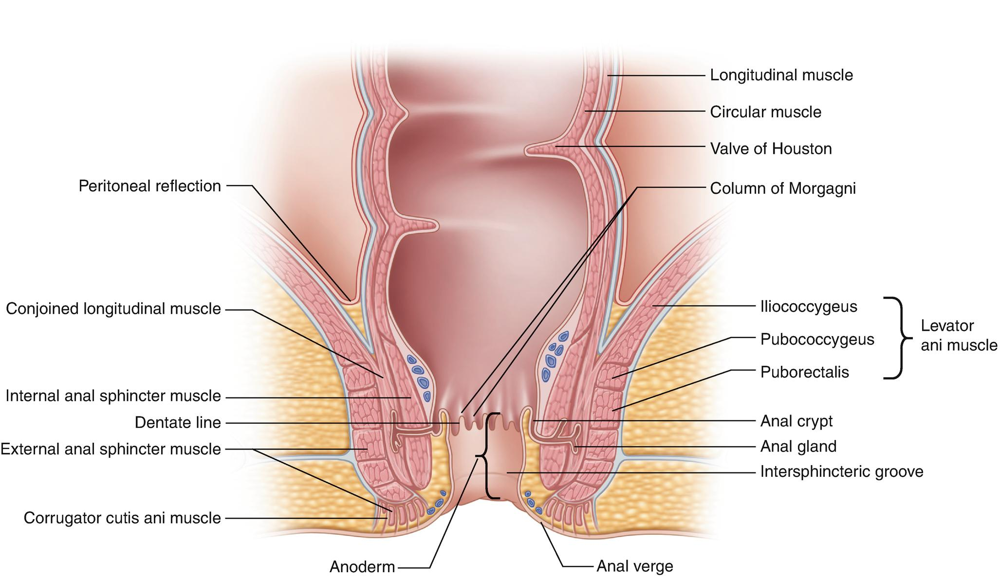 Longitudinal muscle
Circular muscle
Valve of Houston
Column of Morgagni
Peritoneal reflection
Conjoined longitudinal muscle
Internal anal sphincter muscle
Dentate line
External anal sphincter muscle
Corrugator cutis ani muscle
Iliococcygeus
Pubococcygeus
Puborectalis
Levator
ani muscle
Anal crypt
Anal gland
Intersphincteric groove
Anoderm
Anal verge